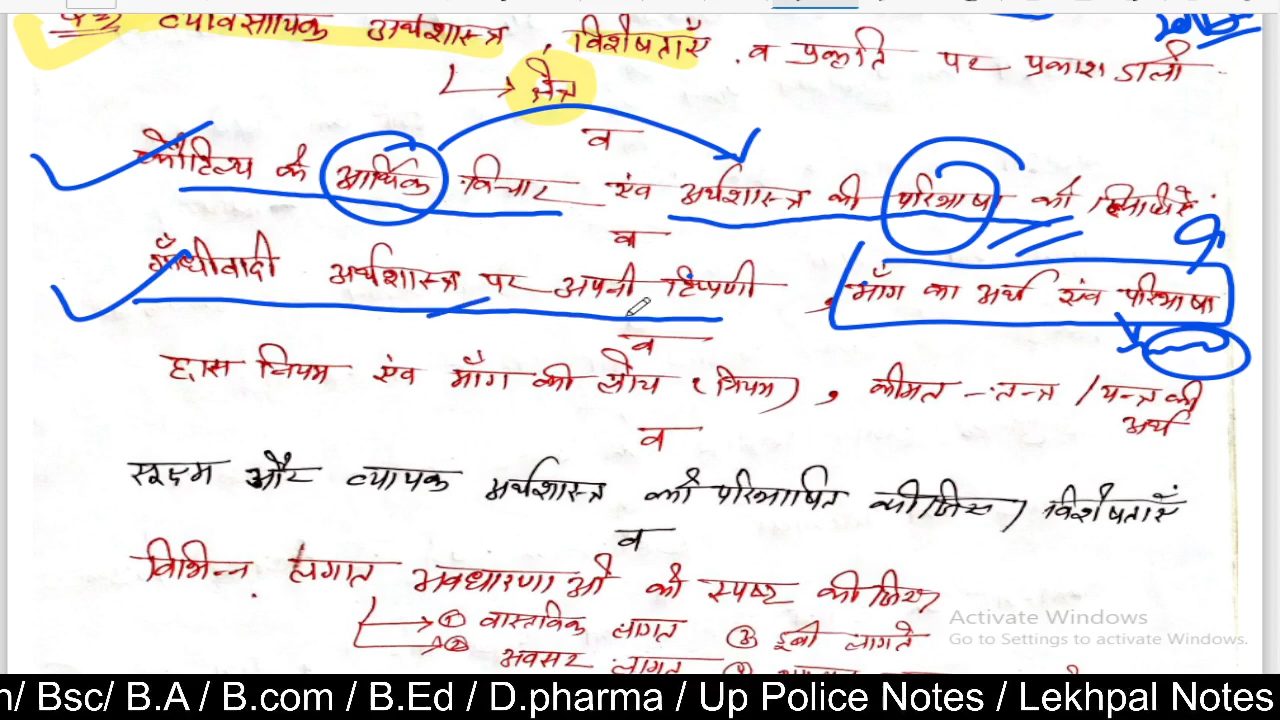 व्यावसायिक अर्थशास्त्र, विशेषताएँ व प्रकृति पर प्रकाश डालो
क्षेत्र
व
कौटिल्य के आर्थिक विचार एंव अर्थशास्त्र की परिभाषा को
व
गाँधीवादी अर्थशास्त्र पर अपनी टिप्पणी, माँग का अर्थ एंव परिभाषा
व
ह्रास नियम एंव माँग की लोच (नियम), कीमत - तन्त्र / यन्त्र की
अर्थ
व
सूक्ष्म और व्यापक अर्थशास्त्र को परिभाषित कीजिए / विशेषताएँ
व
विभिन्न लागत अवधारणाओं को स्पष्ट कीजिए
① वास्तविक लागत ③ डूबी लागतें
② अवसर लागत
Activate Windows
Go to Settings to activate Windows.
/ Bsc/ B.A / B.com / B.Ed / D.pharma / Up Police Notes / Lekhpal Notes